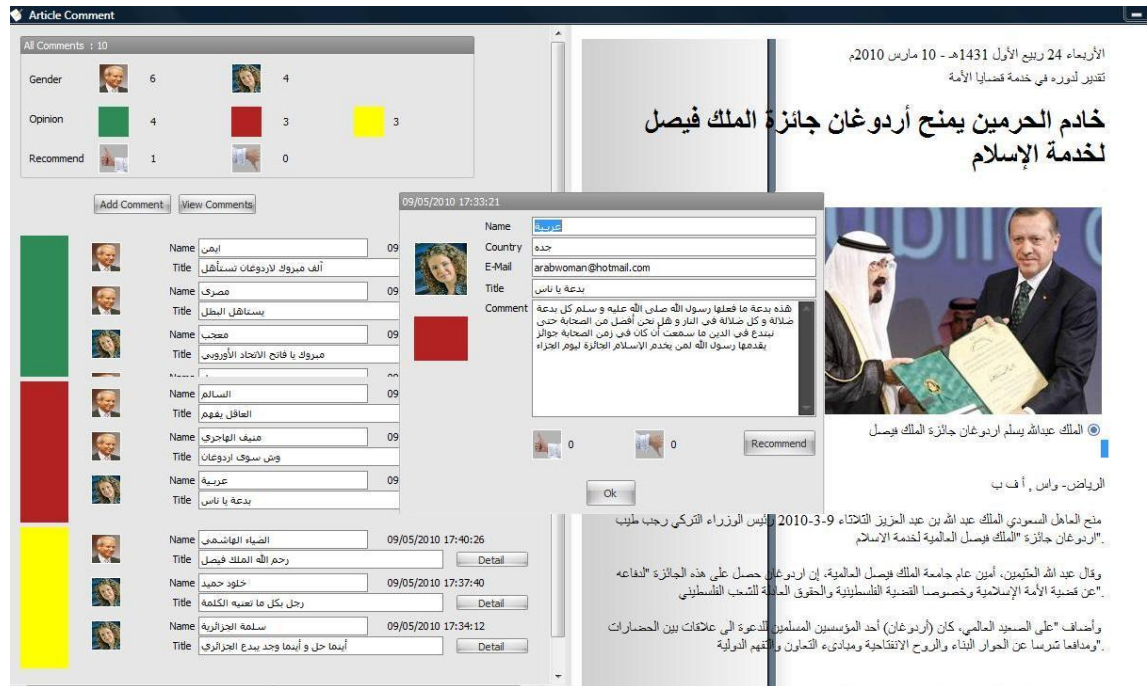 Article Comment
All Comments : 10
Gender 6 4
Opinion 4 3 3
Recommend 1 0
Add Comment View Comments
Name ايمن 09
Title ألف مبروك لاردوغان تستأهل
Name مصرى 09
Title يستاهل البطل
Name معجب 09
Title مبروك يا فاتح الاتحاد الأوروبي
Name السالم 09
Title العاقل يفهم
Name منيف الهاجري 09
Title وش سوى اردوغان
Name عربية 09
Title بدعة يا ناس
Name الضياء الهاشمي 09/05/2010 17:40:26
Title رحم الله الملك فيصل Detail
Name خلود حميد 09/05/2010 17:37:40
Title رجل بكل ما تعنيه الكلمة Detail
Name سلمة الجزائرية 09/05/2010 17:34:12
Title أينما حل و أينما وجد يبدع الجزائري Detail
09/05/2010 17:33:21
Name عربية
Country جده
E-Mail arabwoman@hotmail.com
Title بدعة يا ناس
Comment هذه بدعة ما فعلها رسول الله صلى الله عليه و سلم كل بدعة
ضلالة و كل ضلالة في النار و هل نحن أفضل من الصحابة حتى
نبتدع في الدين ما سمعت أن كان في زمن الصحابة جوائز
يقدمها رسول الله لمن يخدم الإسلام الجائزة ليوم الجزاء
0 0 Recommend
Ok
الأربعاء 24 ربيع الأول 1431هـ - 10 مارس 2010م
تقدير لدوره في خدمة قضايا الأمة
خادم الحرمين يمنح أردوغان جائزة الملك فيصل
لخدمة الإسلام
الملك عبدالله يسلم اردوغان جائزة الملك فيصل
الرياض- واس , أ ف ب
منح العاهل السعودي الملك عبد الله بن عبد العزيز الثلاثاء 9-3-2010 رئيس الوزراء التركي رجب طيب
اردوغان جائزة "الملك فيصل العالمية لخدمة الاسلام".
وقال عبد الله العثيمين، أمين عام جامعة الملك فيصل العالمية، إن اردوغان حصل على هذه الجائزة "لدفاعه
عن قضية الأمة الإسلامية وخصوصا القضية الفلسطينية والحقوق العادلة للشعب الفلسطيني".
وأضاف "على الصعيد العالمي، كان (أردوغان) أحد المؤسسين المسلمين للدعوة الى علاقات بين الحضارات
ومدافعا شرسا عن الحوار البناء والروح الانفتاحية ومبادىء التعاون والتفهم الدولية".